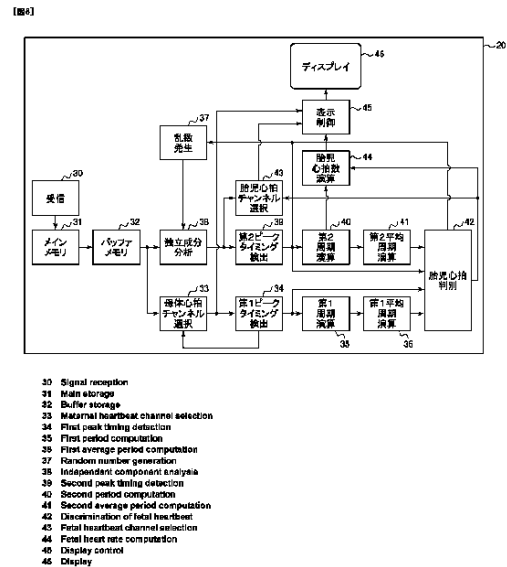 【図6】
20
ディスプレイ
46
乱数
発生
37
表示
制御
45
胎児
心拍数
演算
44
受信
30
胎児心拍
チャンネル
選択
43
メイン
メモリ
31
バッファ
メモリ
32
独立成分
分析
38
第2ピーク
タイミング
検出
39
第2
周期
演算
40
第2平均
周期
演算
41
胎児心拍
判別
42
母体心拍
チャンネル
選択
33
第1ピーク
タイミング
検出
34
第1
周期
演算
35
第1平均
周期
演算
36
30 Signal reception
31 Main storage
32 Buffer storage
33 Maternal heartbeat channel selection
34 First peak timing detection
35 First period computation
36 First average period computation
37 Random number generation
38 Independent component analysis
39 Second peak timing detection
40 Second period computation
41 Second average period computation
42 Discrimination of fetal heartbeat
43 Fetal heartbeat channel selection
44 Fetal heart rate computation
45 Display control
46 Display